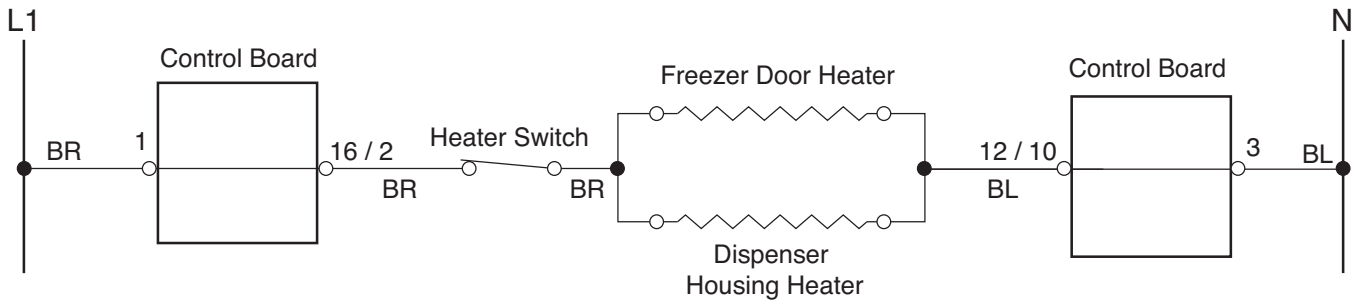 L1
N
Control Board
Freezer Door Heater
Control Board
BR
1
16 / 2
BR
Heater Switch
BR
12 / 10
BL
3
BL
Dispenser
Housing Heater